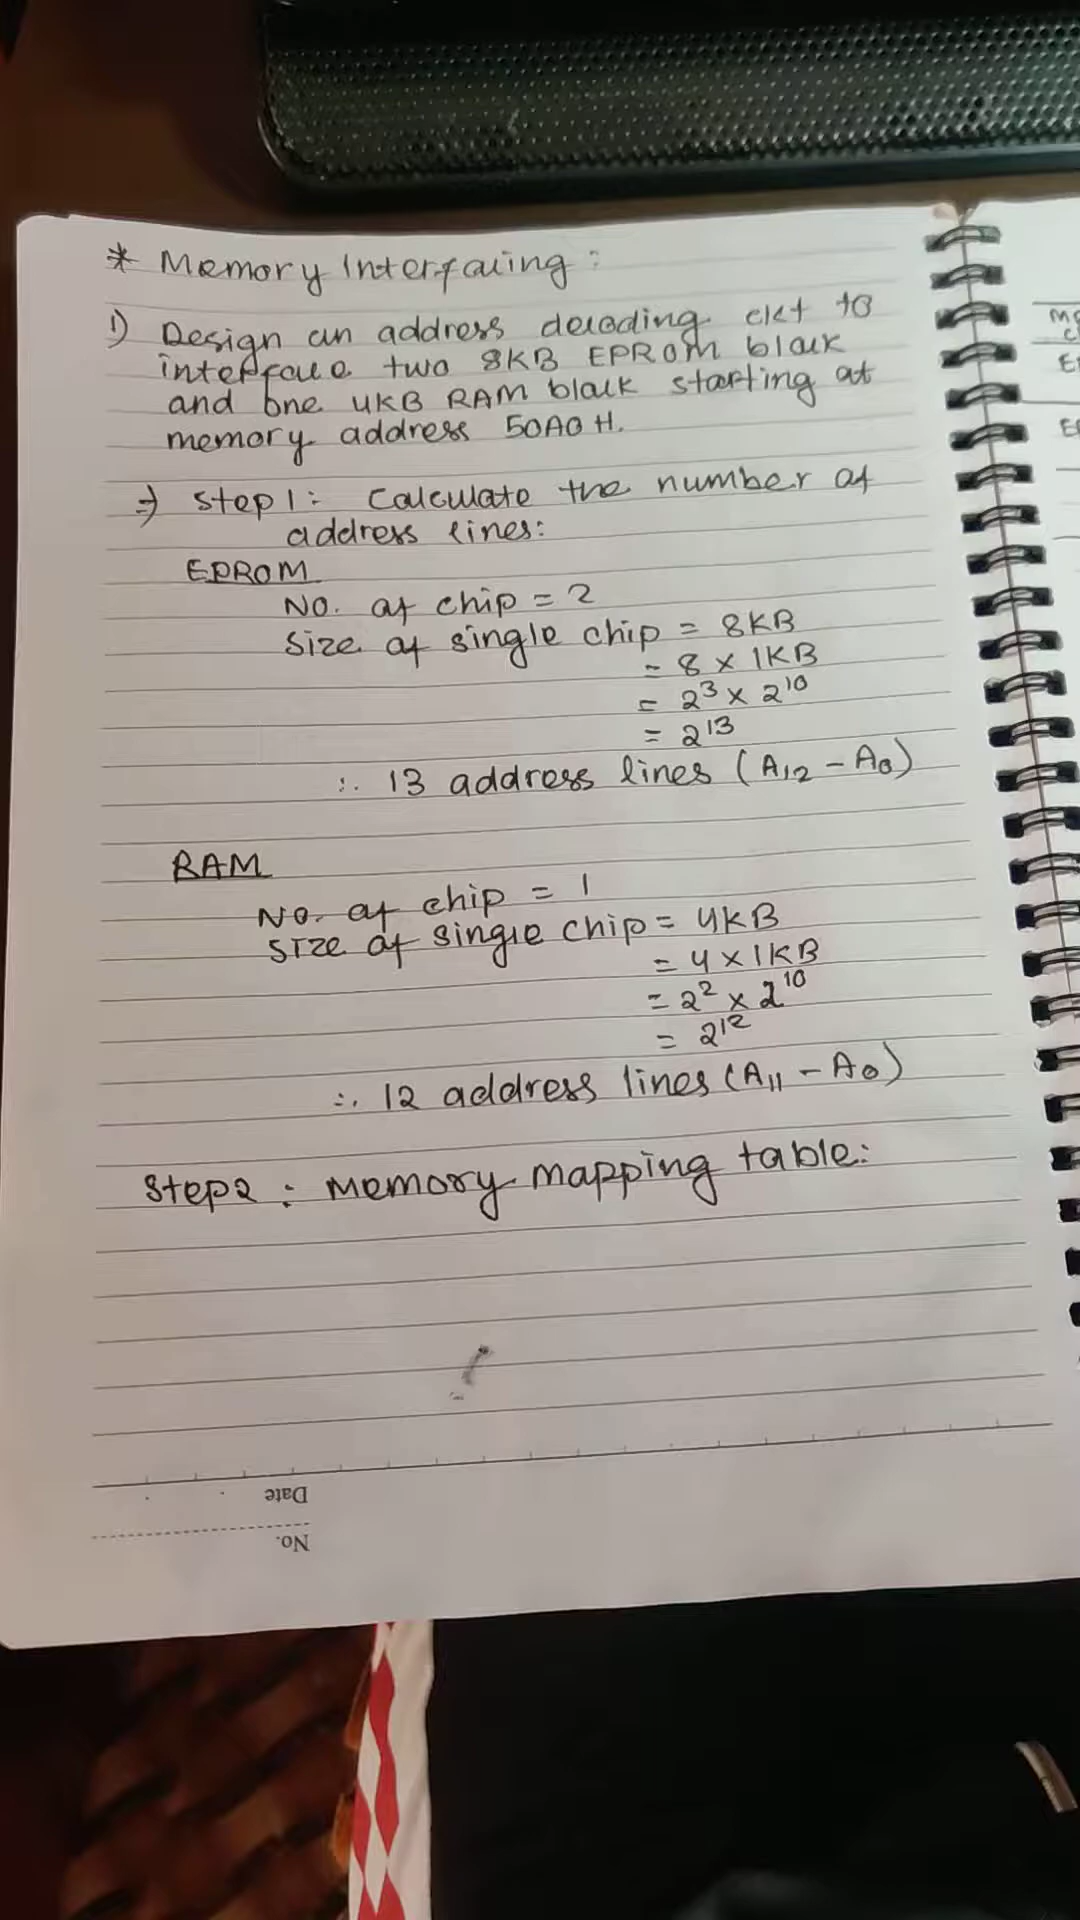 * Memory Interfacing:
1) Design an address decoding ckt to
interface two 8KB EPROM block
and one 4KB RAM block starting at
memory address 50A0H.
⇒ Step 1: Calculate the number of
address lines:
EPROM
No. of chip = 2
Size of single chip = 8KB
= 8 x 1KB
= 2³ x 2¹⁰
= 2¹³
∴ 13 address lines (A₁₂ - A₀)
RAM
No. of chip = 1
Size of single chip = 4KB
= 4 x 1KB
= 2² x 2¹⁰
= 2¹²
∴ 12 address lines (A₁₁ - A₀)
Step2 : Memory mapping table:
Date
No.